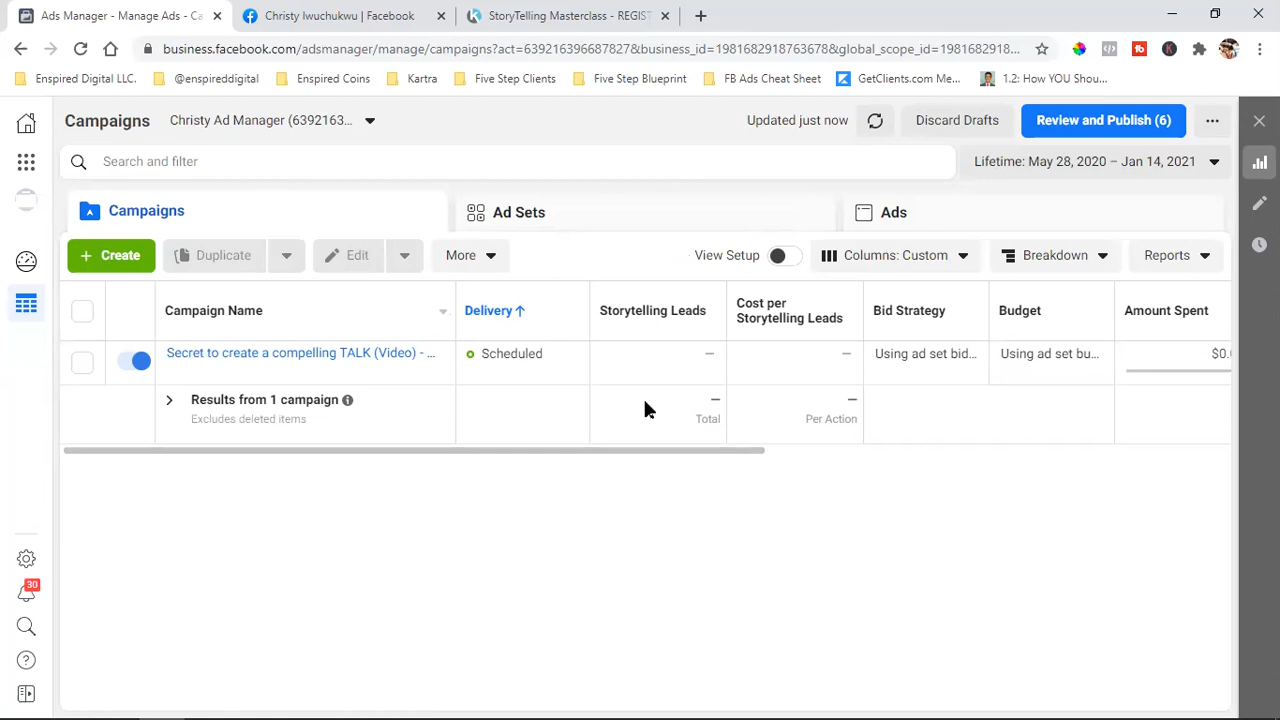 Ads Manager - Manage Ads - Ca
Christy Iwuchukwu | Facebook
StoryTelling Masterclass - REGIST
business.facebook.com/adsmanager/manage/campaigns?act=639216396687827&business_id=1981682918763678&global_scope_id=1981682918...
Enspired Digital LLC.
@enspireddigital
Enspired Coins
Kartra
Five Step Clients
Five Step Blueprint
FB Ads Cheat Sheet
GetClients.com Me...
1.2: How YOU Shou...
Campaigns
Christy Ad Manager (6392163...
Updated just now
Discard Drafts
Review and Publish (6)
Search and filter
Lifetime: May 28, 2020 – Jan 14, 2021
Campaigns
Ad Sets
Ads
+ Create
Duplicate
Edit
More
View Setup
Columns: Custom
Breakdown
Reports
Campaign Name
Delivery ↑
Storytelling Leads
Cost per
Storytelling Leads
Bid Strategy
Budget
Amount Spent
Secret to create a compelling TALK (Video) - ...
Scheduled
—
—
Using ad set bid...
Using ad set bu...
$0.
Results from 1 campaign
—
—
Excludes deleted items
Total
Per Action
30